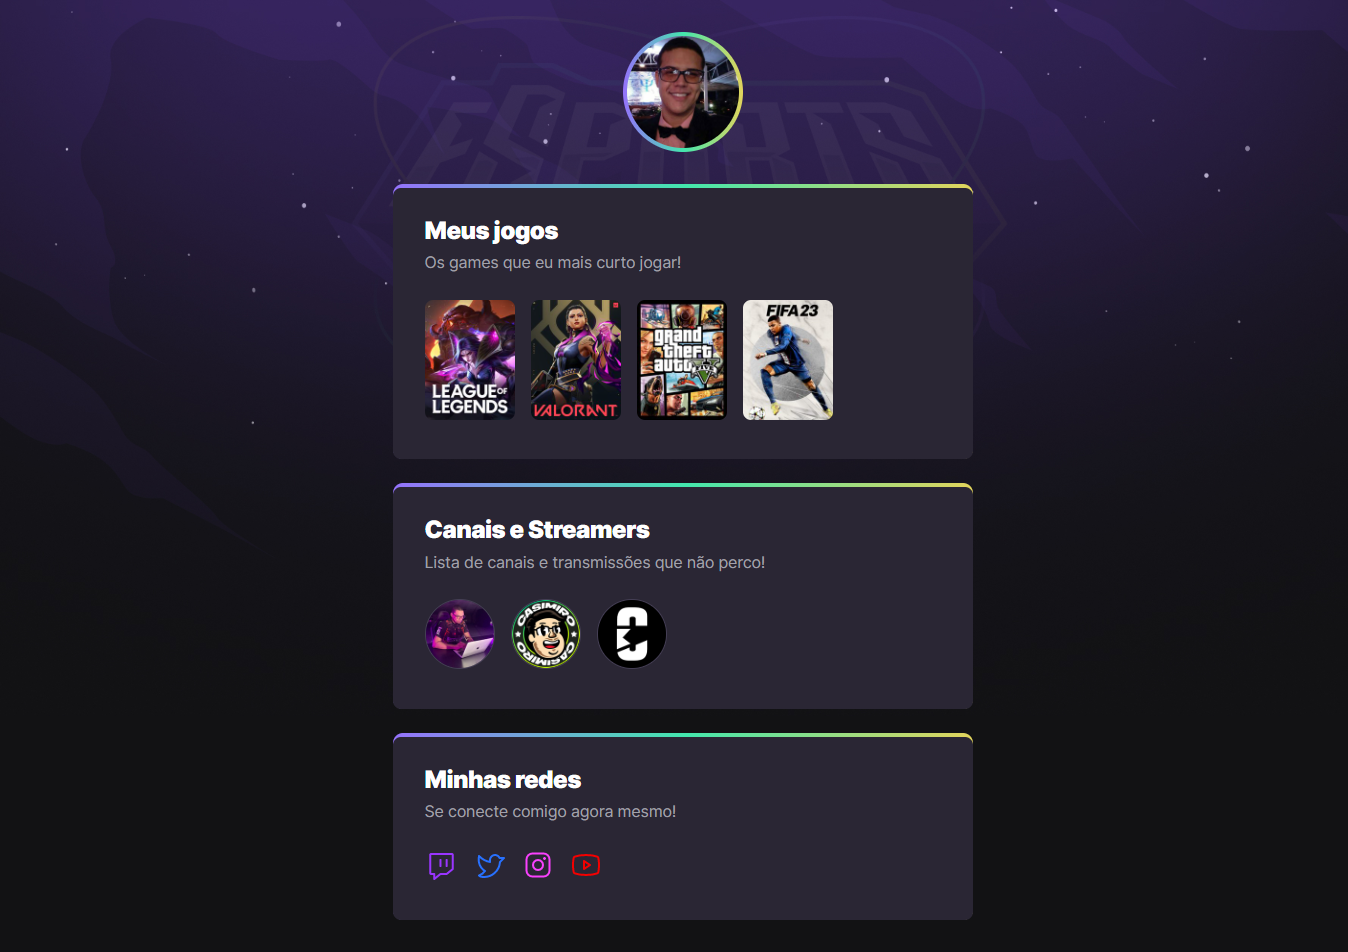 ESPORTS
Meus jogos
Os games que eu mais curto jogar!
LEAGUE OF
LEGENDS
VALORANT
grand
theft
auto
FIVE
FIFA 23
Canais e Streamers
Lista de canais e transmissões que não perco!
CASIMIRO
CASIMIRO
Minhas redes
Se conecte comigo agora mesmo!